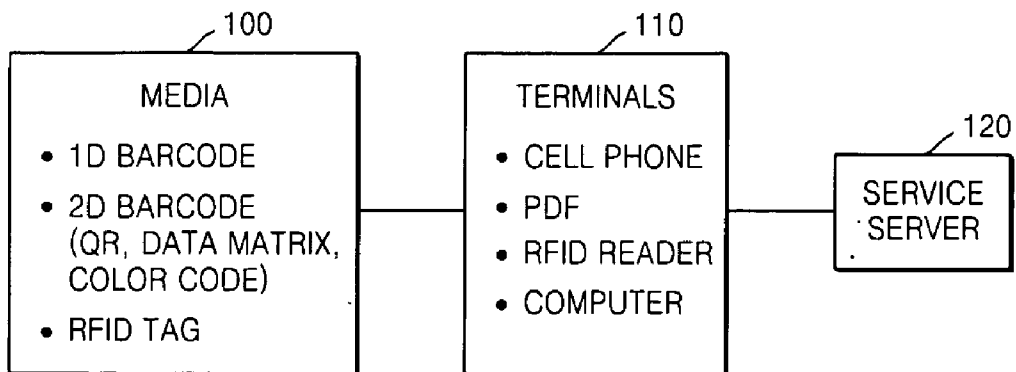 100
MEDIA
• 1D BARCODE
• 2D BARCODE
(QR, DATA MATRIX,
COLOR CODE)
• RFID TAG
110
TERMINALS
• CELL PHONE
• PDF
• RFID READER
• COMPUTER
120
SERVICE
SERVER